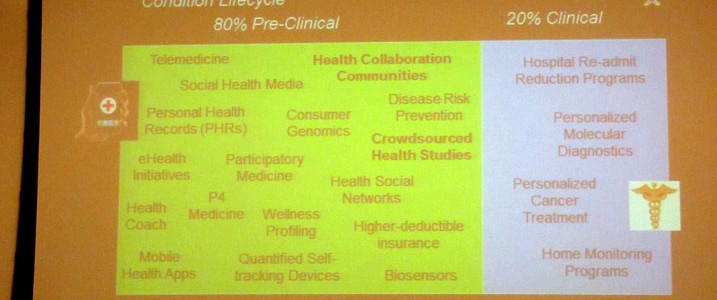 Condition Lifecycle
80% Pre-Clinical
20% Clinical
Telemedicine
Health Collaboration
Communities
Social Health Media
Disease Risk
Prevention
Personal Health
Records (PHRs)
Consumer
Genomics
Crowdsourced
Health Studies
eHealth
Initiatives
Participatory
Medicine
Health Social
Networks
P4
Medicine
Health
Coach
Wellness
Profiling
Higher-deductible
insurance
Mobile
Health Apps
Quantified Self-
tracking Devices
Biosensors
Hospital Re-admit
Reduction Programs
Personalized
Molecular
Diagnostics
Personalized
Cancer
Treatment
Home Monitoring
Programs